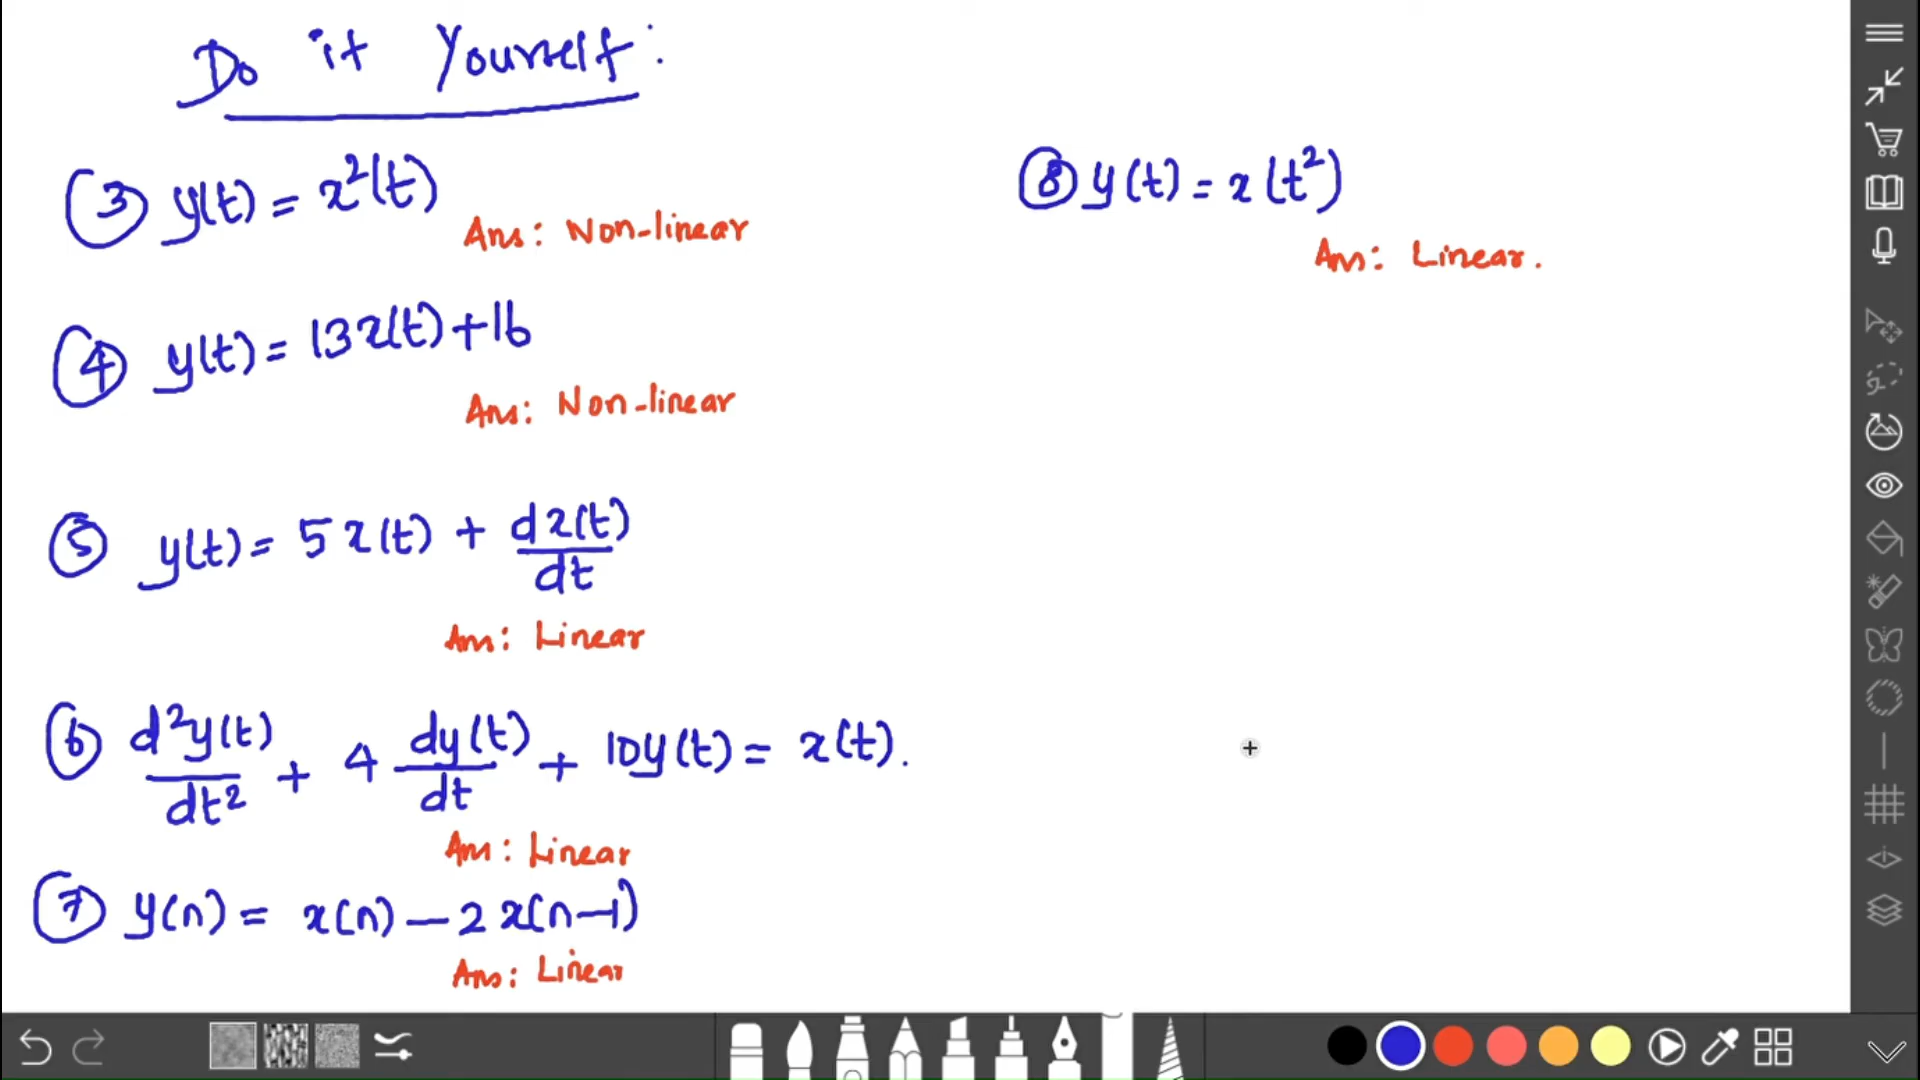 Do it Yourself:
③ y(t) = x²(t)
Ans: Non-linear
④ y(t) = 13x(t) + 16
Ans: Non-linear
⑤ y(t) = 5x(t) + dx(t)/dt
Ans: Linear
⑥ d²y(t)/dt² + 4 dy(t)/dt + 10y(t) = x(t).
Ans: Linear
⑦ y(n) = x(n) – 2x(n–1)
Ans: Linear
⑧ y(t) = x(t²)
Ans: Linear.